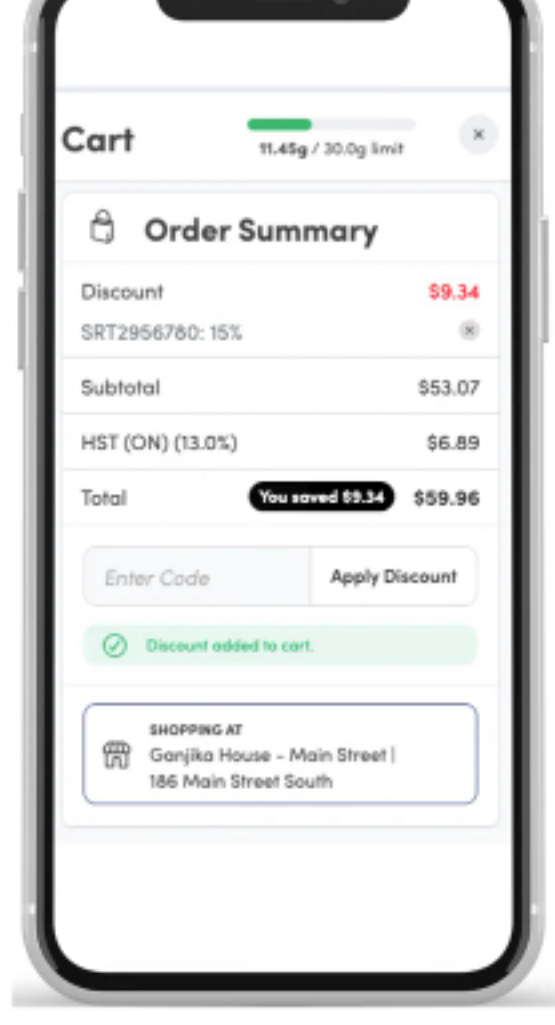 Cart
11.45g / 30.0g limit
×
Order Summary
Discount $9.34
SRT2956780: 15% ×
Subtotal $53.07
HST (ON) (13.0%) $6.89
Total You saved $9.34 $59.96
Enter Code Apply Discount
Discount added to cart.
SHOPPING AT
Ganjika House - Main Street |
186 Main Street South